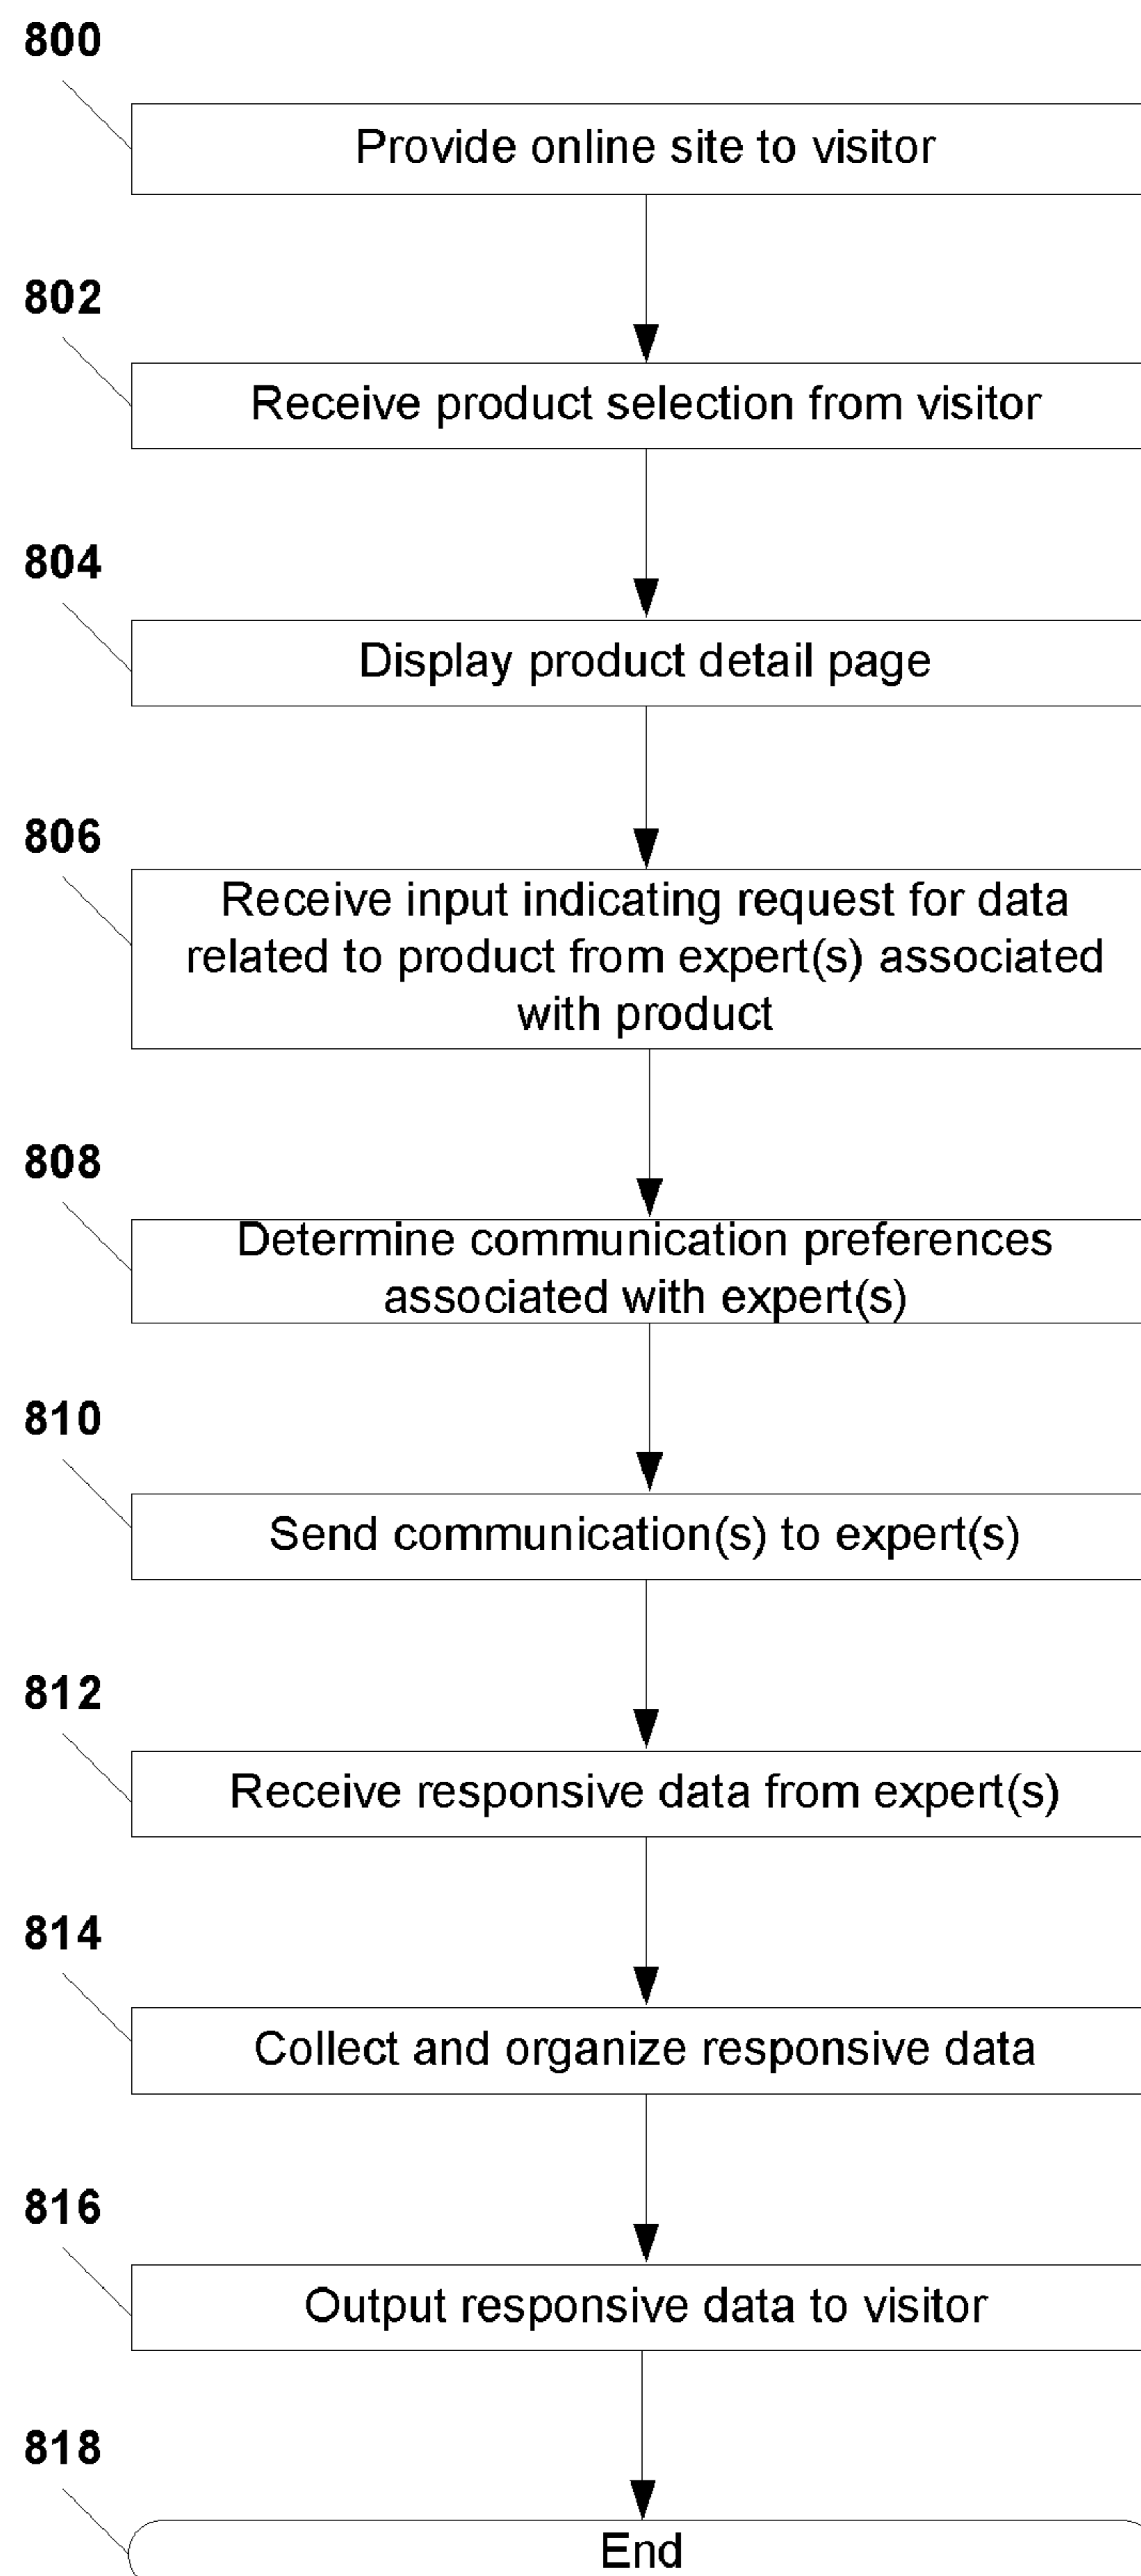 800
Provide online site to visitor
802
Receive product selection from visitor
804
Display product detail page
806
Receive input indicating request for data
related to product from expert(s) associated
with product
808
Determine communication preferences
associated with expert(s)
810
Send communication(s) to expert(s)
812
Receive responsive data from expert(s)
814
Collect and organize responsive data
816
Output responsive data to visitor
818
End